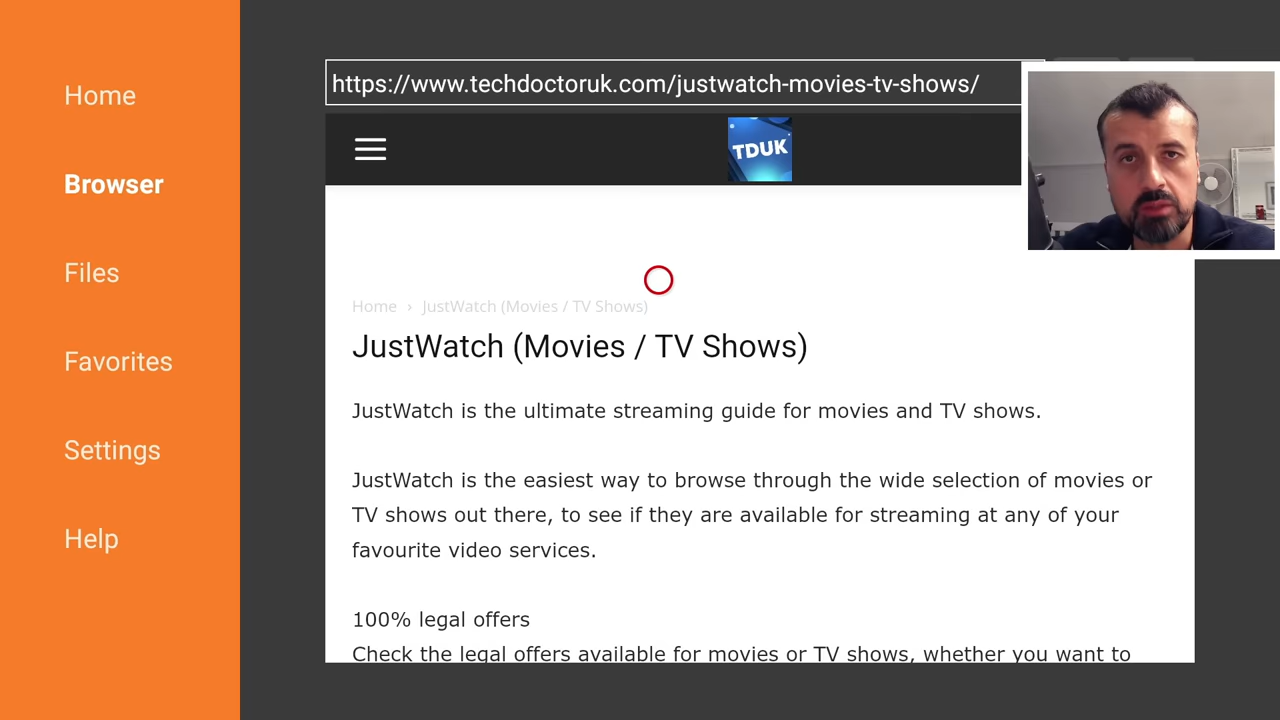 Home
Browser
Files
Favorites
Settings
Help
https://www.techdoctoruk.com/justwatch-movies-tv-shows/
TDUK
Home › JustWatch (Movies / TV Shows)
JustWatch (Movies / TV Shows)
JustWatch is the ultimate streaming guide for movies and TV shows.
JustWatch is the easiest way to browse through the wide selection of movies or
TV shows out there, to see if they are available for streaming at any of your
favourite video services.
100% legal offers
Check the legal offers available for movies or TV shows, whether you want to